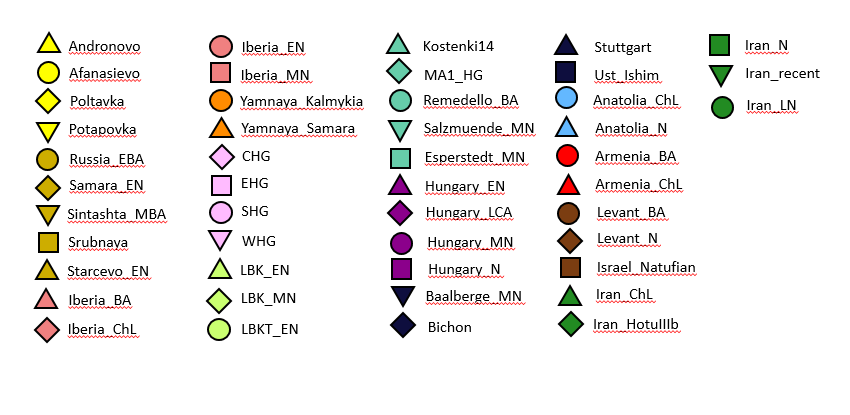 Andronovo
Afanasievo
Poltavka
Potapovka
Russia_EBA
Samara_EN
Sintashta_MBA
Srubnaya
Starcevo_EN
Iberia_BA
Iberia_ChL
Iberia_EN
Iberia_MN
Yamnaya_Kalmykia
Yamnaya_Samara
CHG
EHG
SHG
WHG
LBK_EN
LBK_MN
LBKT_EN
Kostenki14
MA1_HG
Remedello_BA
Salzmuende_MN
Esperstedt_MN
Hungary_EN
Hungary_LCA
Hungary_MN
Hungary_N
Baalberge_MN
Bichon
Stuttgart
Ust_Ishim
Anatolia_ChL
Anatolia_N
Armenia_BA
Armenia_ChL
Levant_BA
Levant_N
Israel_Natufian
Iran_ChL
Iran_HotuIIIb
Iran_N
Iran_recent
Iran_LN